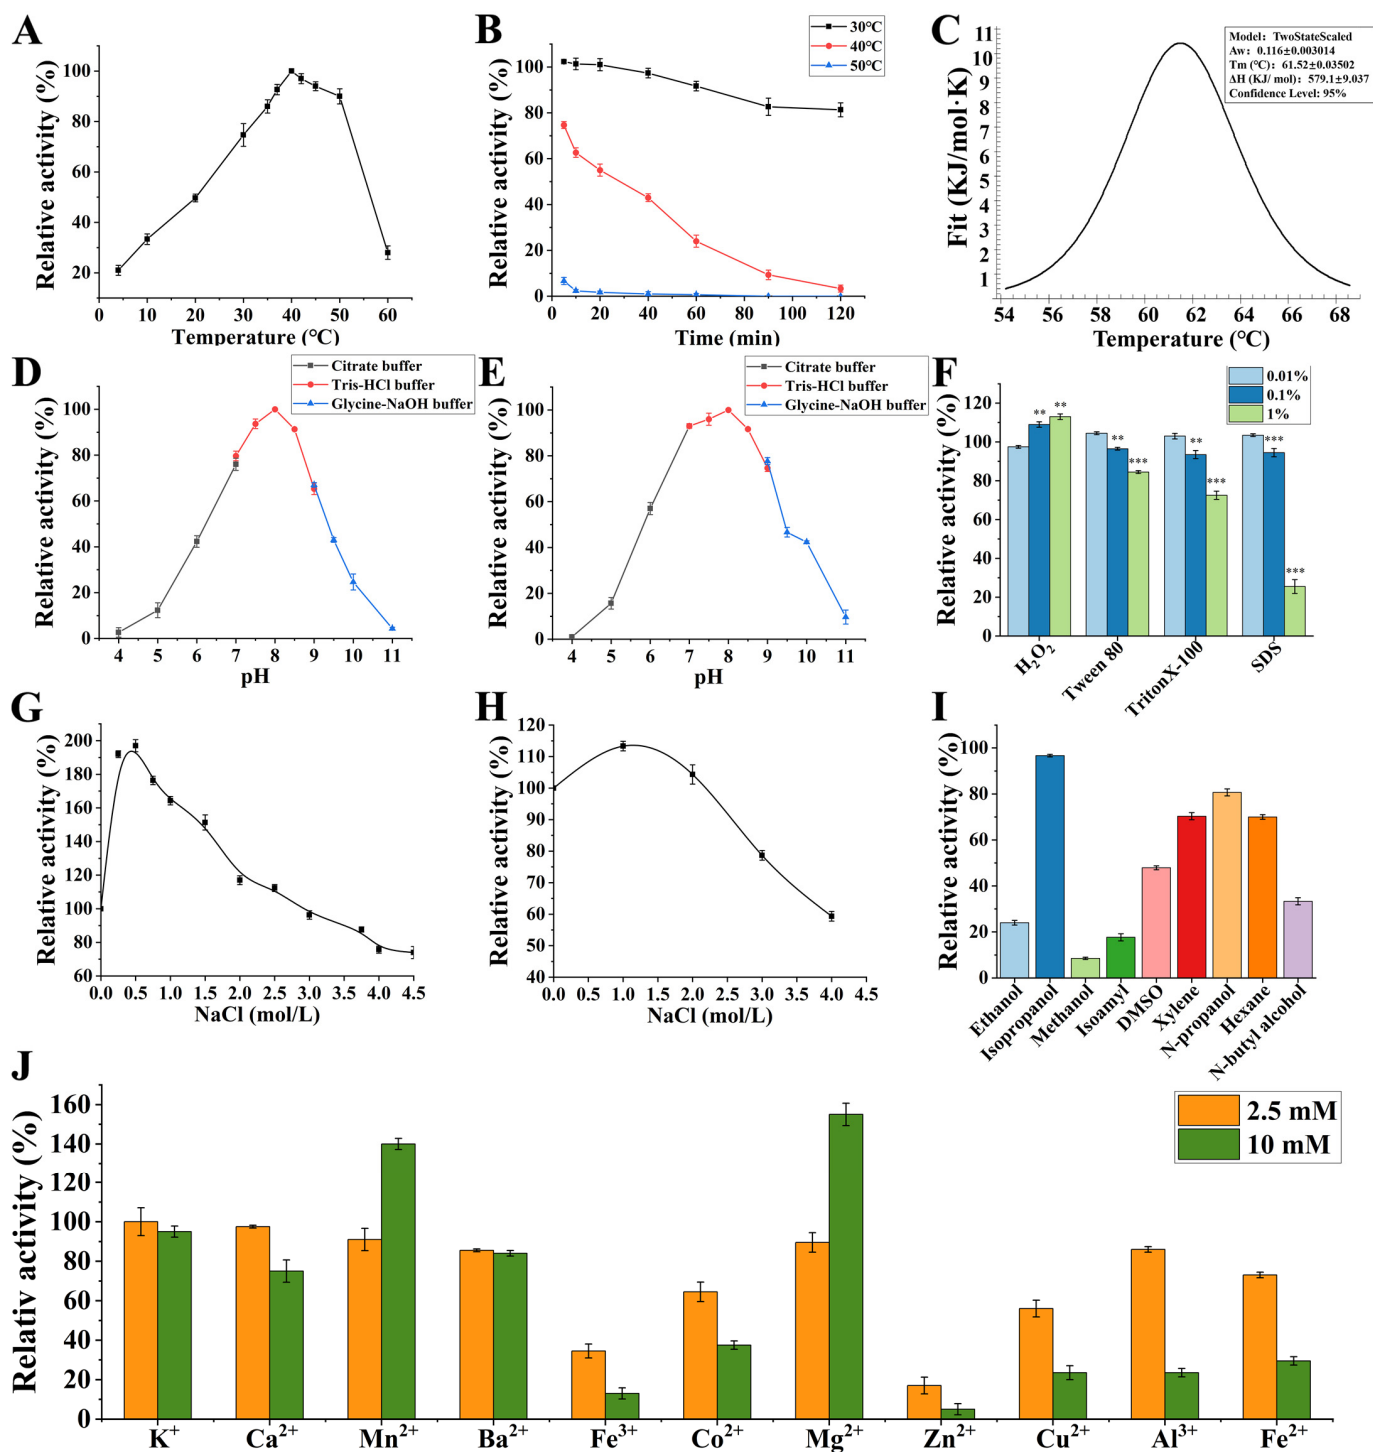 A
Relative activity (%)
100
80
60
40
20
0
10
20
30
40
50
60
Temperature (℃)
B
30℃
40℃
50℃
Relative activity (%)
100
80
60
40
20
0
0
20
40
60
80
100
120
Time (min)
C
Model: TwoStateScaled
Aw: 0.116±0.003014
Tm (℃): 61.52±0.03502
ΔH (KJ/ mol): 579.1±9.037
Confidence Level: 95%
Fit (KJ/mol·K)
11
10
9
8
7
6
5
4
3
2
1
54
56
58
60
62
64
66
68
Temperature (℃)
D
Citrate buffer
Tris-HCl buffer
Glycine-NaOH buffer
Relative activity (%)
100
80
60
40
20
0
4
5
6
7
8
9
10
11
pH
E
Citrate buffer
Tris-HCl buffer
Glycine-NaOH buffer
Relative activity (%)
100
80
60
40
20
0
4
5
6
7
8
9
10
11
pH
F
0.01%
0.1%
1%
Relative activity (%)
120
100
80
60
40
20
0
**
**
**
***
**
***
***
***
H₂O₂
Tween 80
TritonX-100
SDS
G
Relative activity (%)
200
180
160
140
120
100
80
60
0.0
0.5
1.0
1.5
2.0
2.5
3.0
3.5
4.0
4.5
NaCl (mol/L)
H
Relative activity (%)
120
110
100
90
80
70
60
50
40
0.0
1.0
2.0
3.0
4.0
4.5
NaCl (mol/L)
I
Relative activity (%)
100
80
60
40
20
0
Ethanol
Isopropanol
Methanol
Isoamyl
DMSO
Xylene
N-propanol
Hexane
N-butyl alcohol
J
2.5 mM
10 mM
Relativ activity (%)
160
140
120
100
80
60
40
20
0
K⁺
Ca²⁺
Mn²⁺
Ba²⁺
Fe³⁺
Co²⁺
Mg²⁺
Zn²⁺
Cu²⁺
Al³⁺
Fe²⁺